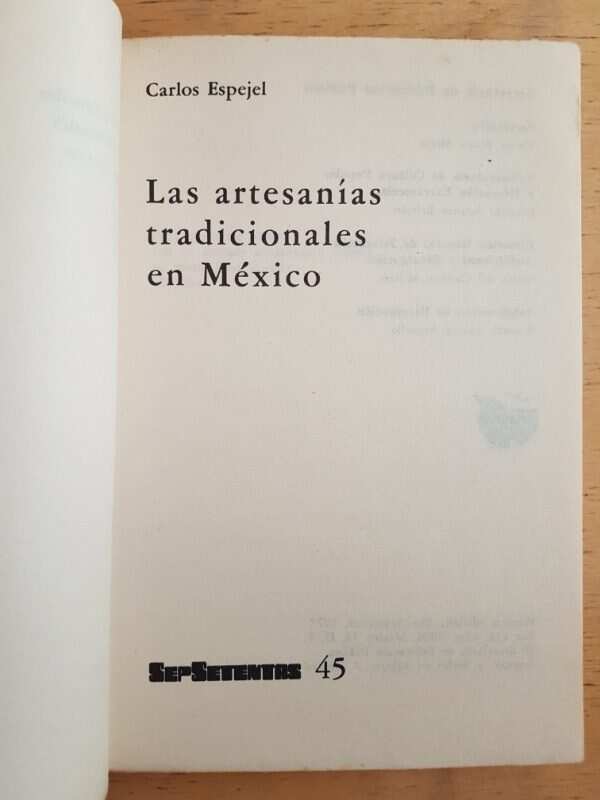 Carlos Espejel
Las artesanías
tradicionales
en México
SEPSETENTAS 45